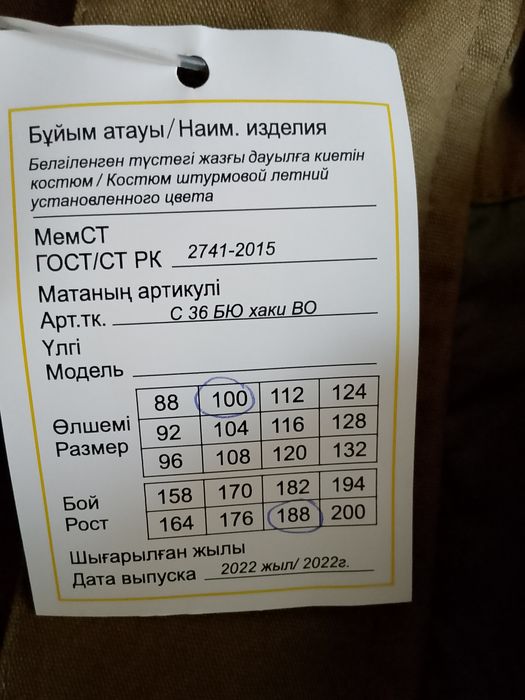 Бұйым атауы/Наим. изделия
Белгіленген түстегі жазғы дауылға киетін
костюм / Костюм штурмовой летний
установленного цвета
МемСТ
ГОСТ/СТ РК 2741-2015
Матаның артикулі
Арт.тк. С 36 БЮ хаки ВО
Үлгі
Модель
88 100 112 124
Өлшемі
Размер
92 104 116 128
96 108 120 132
Бой
Рост
158 170 182 194
164 176 188 200
Шығарылған жылы
Дата выпуска 2022 жыл/ 2022г.